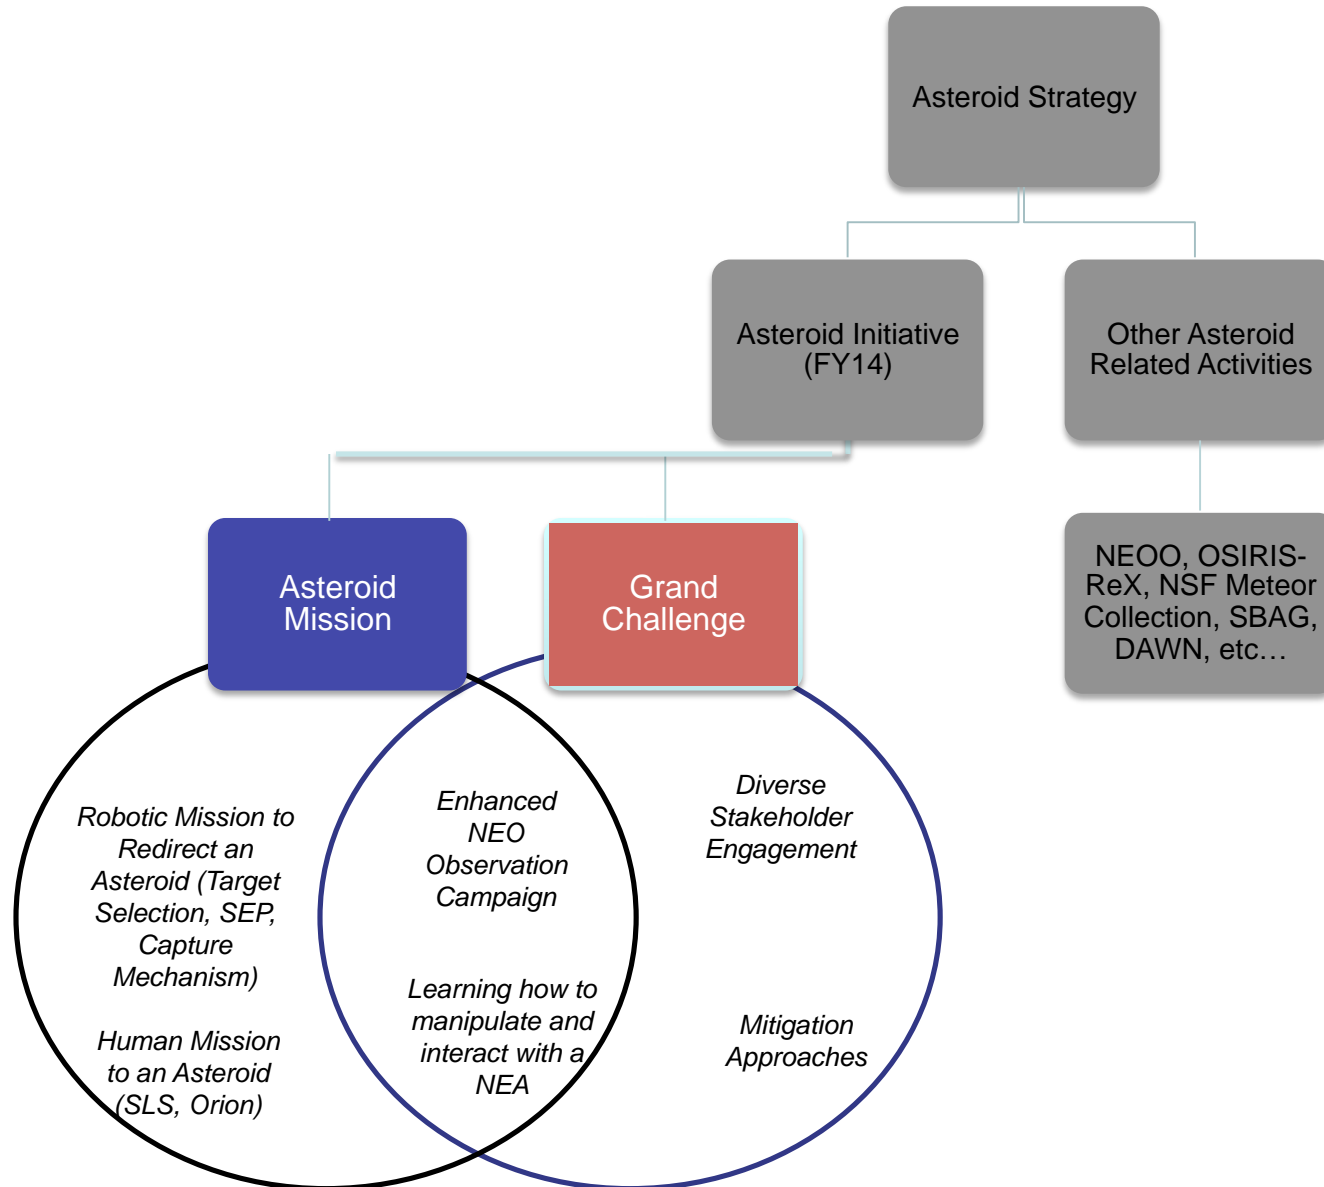 Asteroid Strategy
Asteroid Initiative
(FY14)
Other Asteroid
Related Activities
Asteroid
Mission
Grand
Challenge
NEOO, OSIRIS-
ReX, NSF Meteor
Collection, SBAG,
DAWN, etc…
Robotic Mission to
Redirect an
Asteroid (Target
Selection, SEP,
Capture
Mechanism)
Human Mission
to an Asteroid
(SLS, Orion)
Enhanced
NEO
Observation
Campaign
Learning how to
manipulate and
interact with a
NEA
Diverse
Stakeholder
Engagement
Mitigation
Approaches